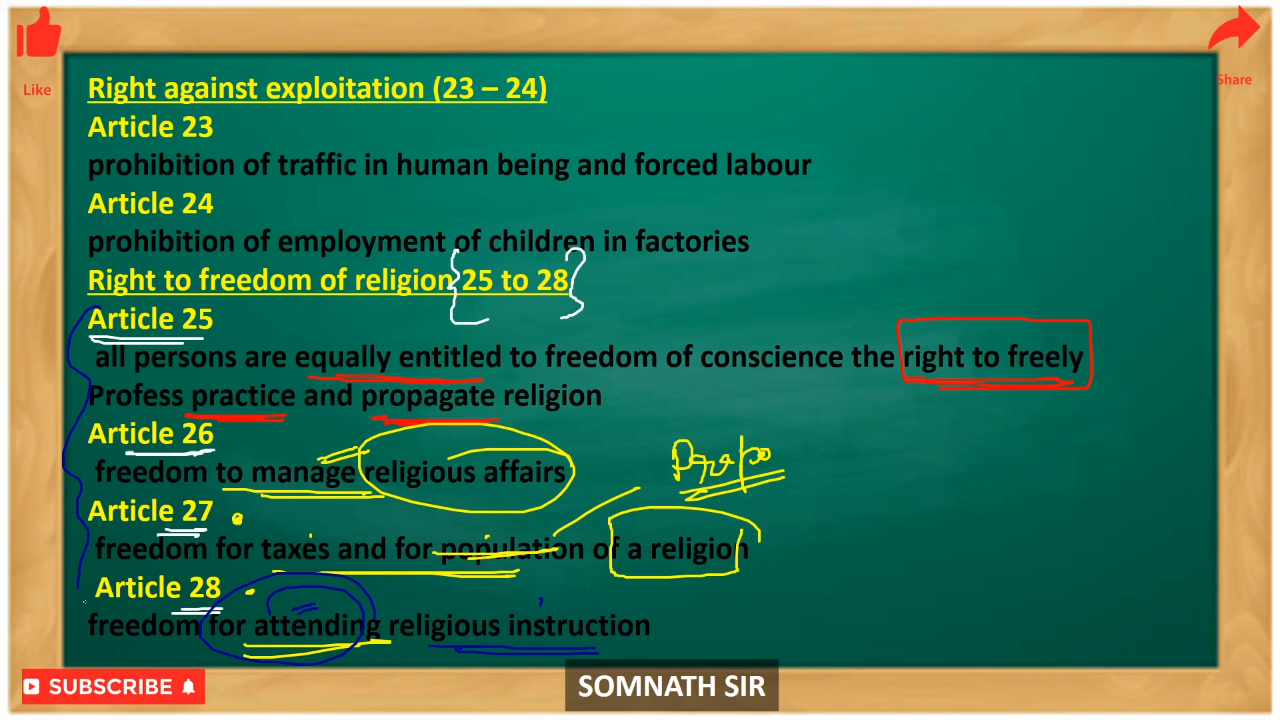 Like
Share
Right against exploitation (23 – 24)
Article 23
prohibition of traffic in human being and forced labour
Article 24
prohibition of employment of children in factories
Right to freedom of religion 25 to 28
Article 25
all persons are equally entitled to freedom of conscience the right to freely
Profess practice and propagate religion
Article 26
freedom to manage religious affairs
Article 27
freedom for taxes and for population of a religion
Article 28
freedom for attending religious instruction
SUBSCRIBE
SOMNATH SIR